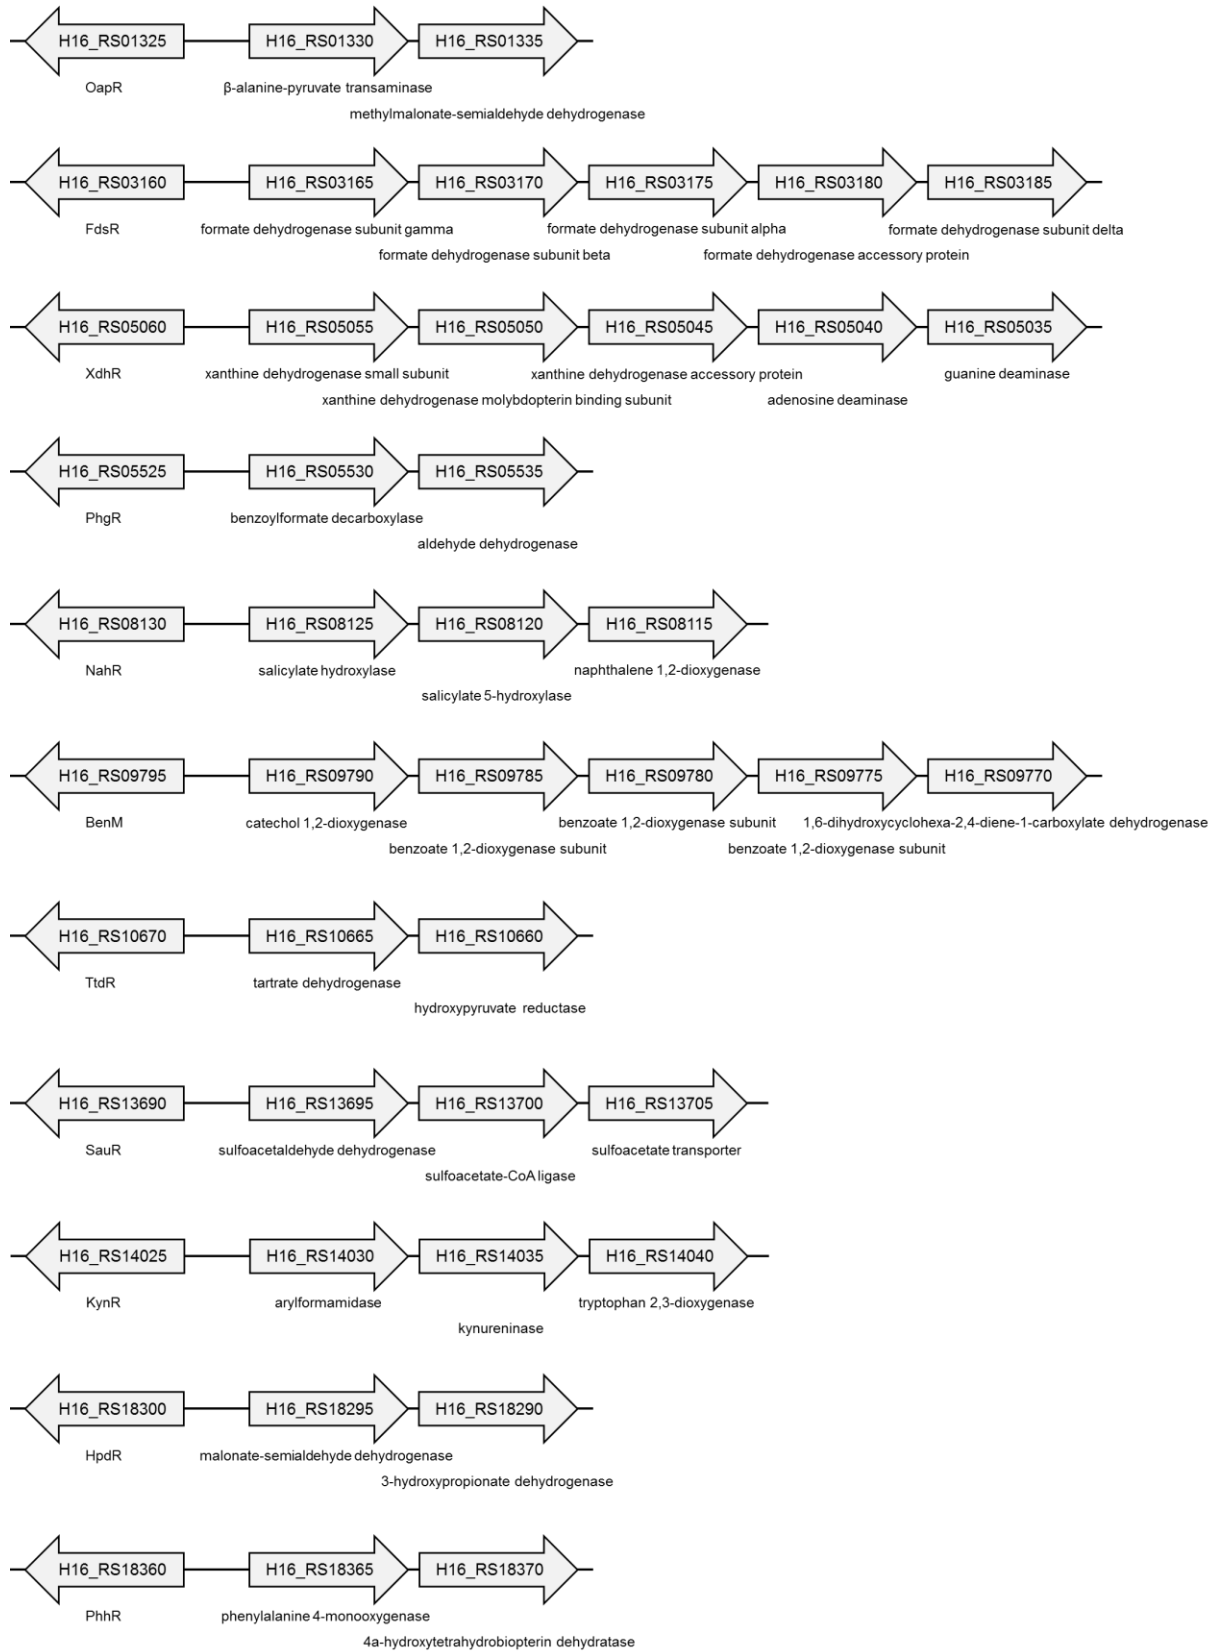 H16_RS01325 H16_RS01330 H16_RS01335
OapR β-alanine-pyruvate transaminase
methylmalonate-semialdehyde dehydrogenase
H16_RS03160 H16_RS03165 H16_RS03170 H16_RS03175 H16_RS03180 H16_RS03185
FdsR formate dehydrogenase subunit gamma formate dehydrogenase subunit alpha formate dehydrogenase subunit delta
formate dehydrogenase subunit beta formate dehydrogenase accessory protein
H16_RS05060 H16_RS05055 H16_RS05050 H16_RS05045 H16_RS05040 H16_RS05035
XdhR xanthine dehydrogenase small subunit xanthine dehydrogenase accessory protein guanine deaminase
xanthine dehydrogenase molybdopterin binding subunit adenosine deaminase
H16_RS05525 H16_RS05530 H16_RS05535
PhgR benzoylformate decarboxylase
aldehyde dehydrogenase
H16_RS08130 H16_RS08125 H16_RS08120 H16_RS08115
NahR salicylate hydroxylase naphthalene 1,2-dioxygenase
salicylate 5-hydroxylase
H16_RS09795 H16_RS09790 H16_RS09785 H16_RS09780 H16_RS09775 H16_RS09770
BenM catechol 1,2-dioxygenase benzoate 1,2-dioxygenase subunit 1,6-dihydroxycyclohexa-2,4-diene-1-carboxylate dehydrogenase
benzoate 1,2-dioxygenase subunit benzoate 1,2-dioxygenase subunit
H16_RS10670 H16_RS10665 H16_RS10660
TtdR tartrate dehydrogenase
hydroxypyruvate reductase
H16_RS13690 H16_RS13695 H16_RS13700 H16_RS13705
SauR sulfoacetaldehyde dehydrogenase sulfoacetate transporter
sulfoacetate-CoA ligase
H16_RS14025 H16_RS14030 H16_RS14035 H16_RS14040
KynR arylformamidase tryptophan 2,3-dioxygenase
kynureninase
H16_RS18300 H16_RS18295 H16_RS18290
HpdR malonate-semialdehyde dehydrogenase
3-hydroxypropionate dehydrogenase
H16_RS18360 H16_RS18365 H16_RS18370
PhhR phenylalanine 4-monooxygenase
4a-hydroxytetrahydrobiopterin dehydratase